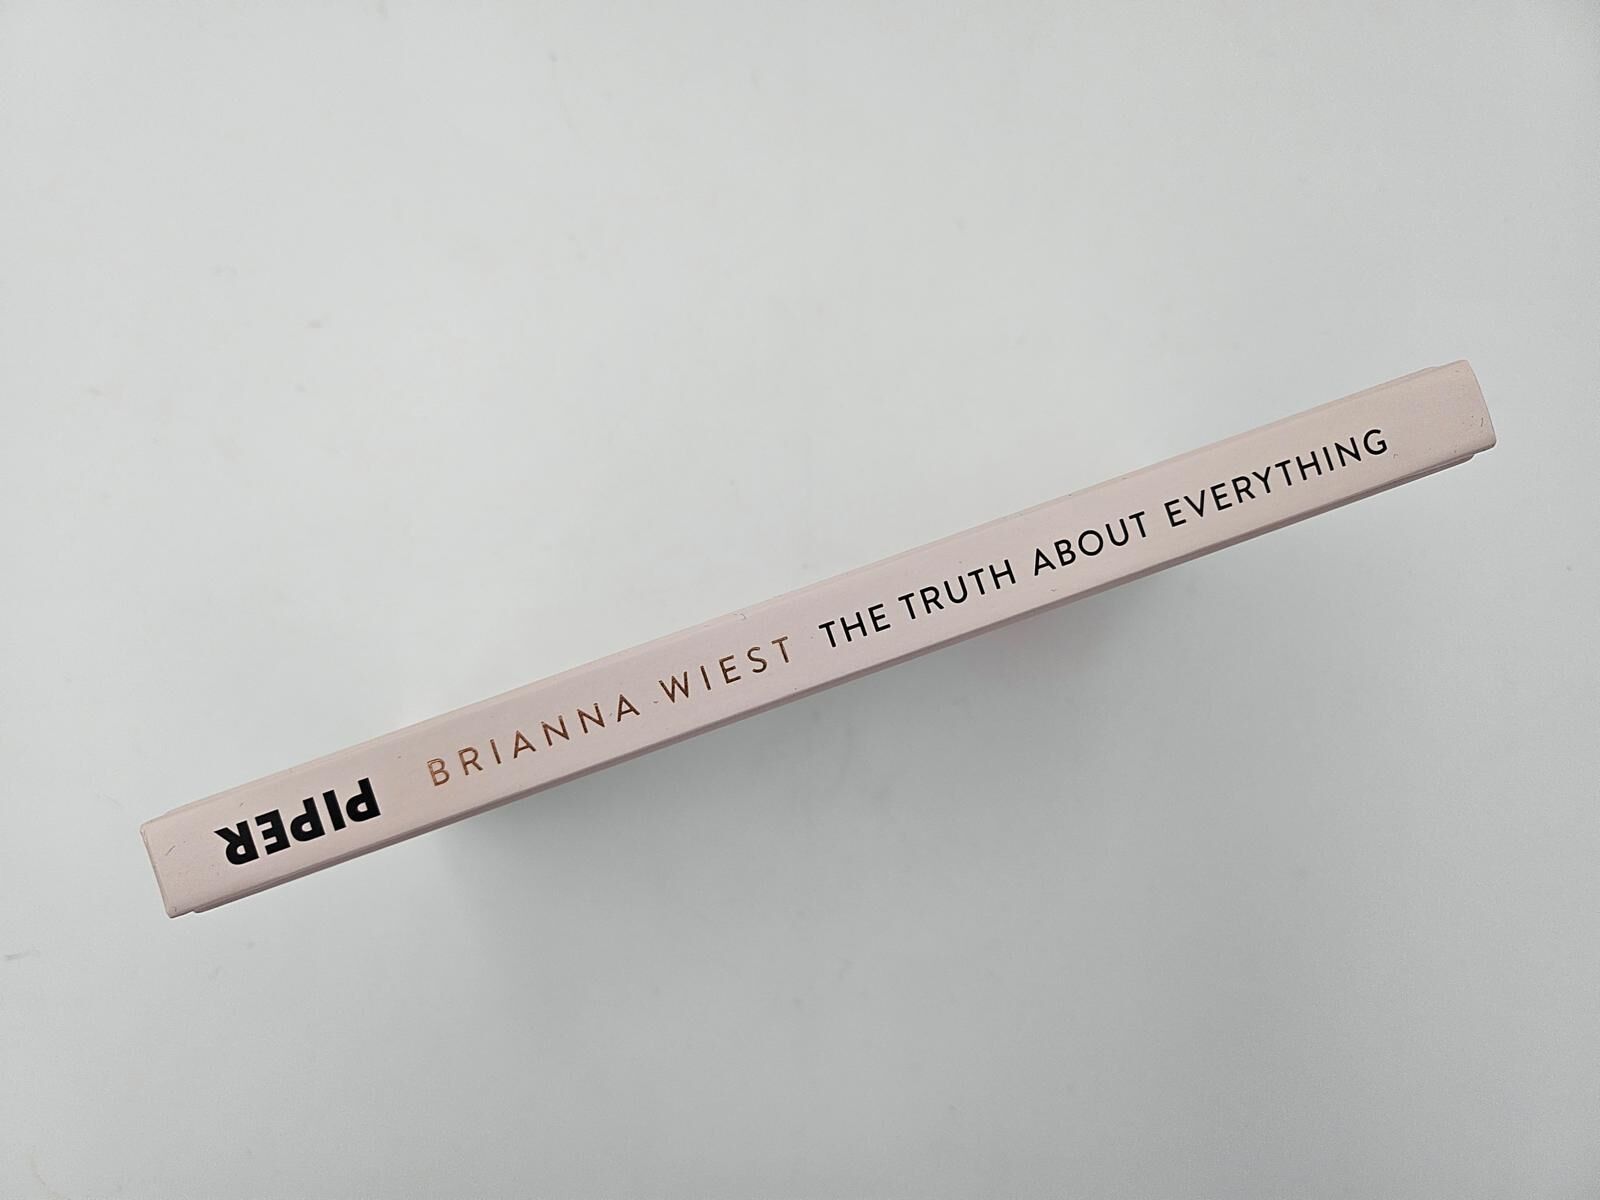 PIPER
BRIANNA WIEST THE TRUTH ABOUT EVERYTHING